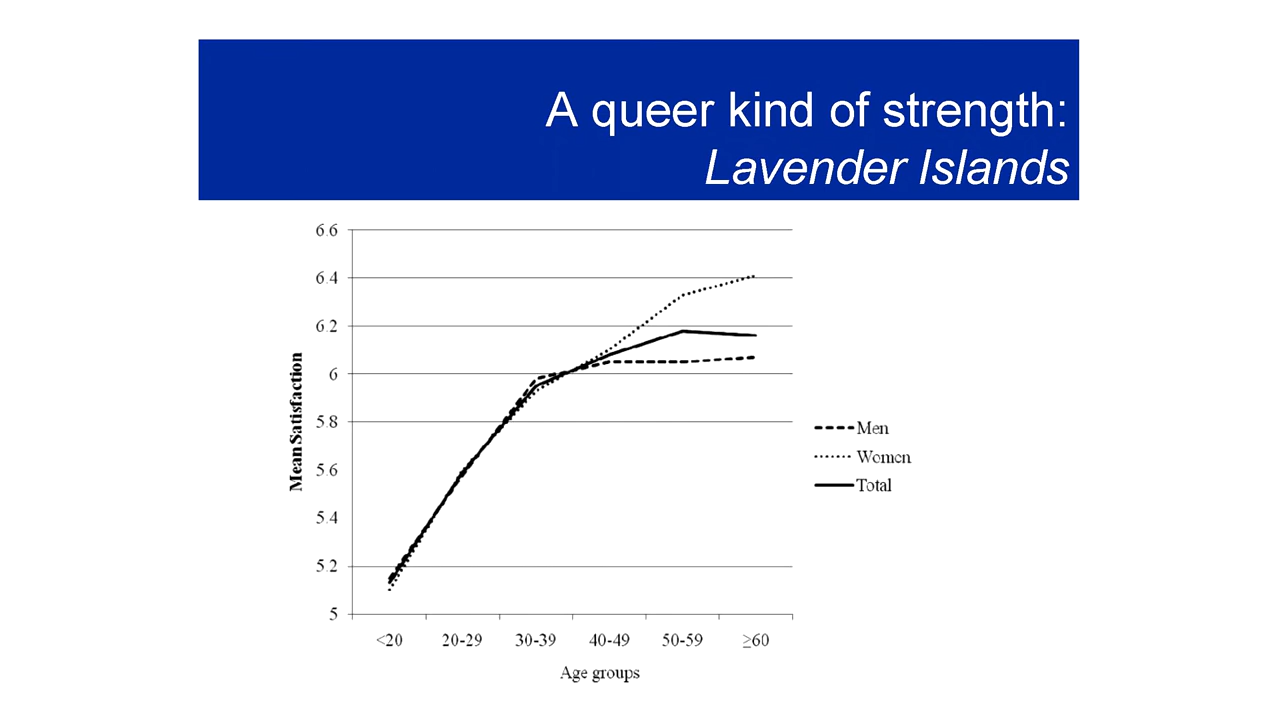 A queer kind of strength:
Lavender Islands
6.6
6.4
6.2
6
5.8
5.6
5.4
5.2
5
Mean Satisfaction
<20 20-29 30-39 40-49 50-59 ≥60
Age groups
Men
Women
Total